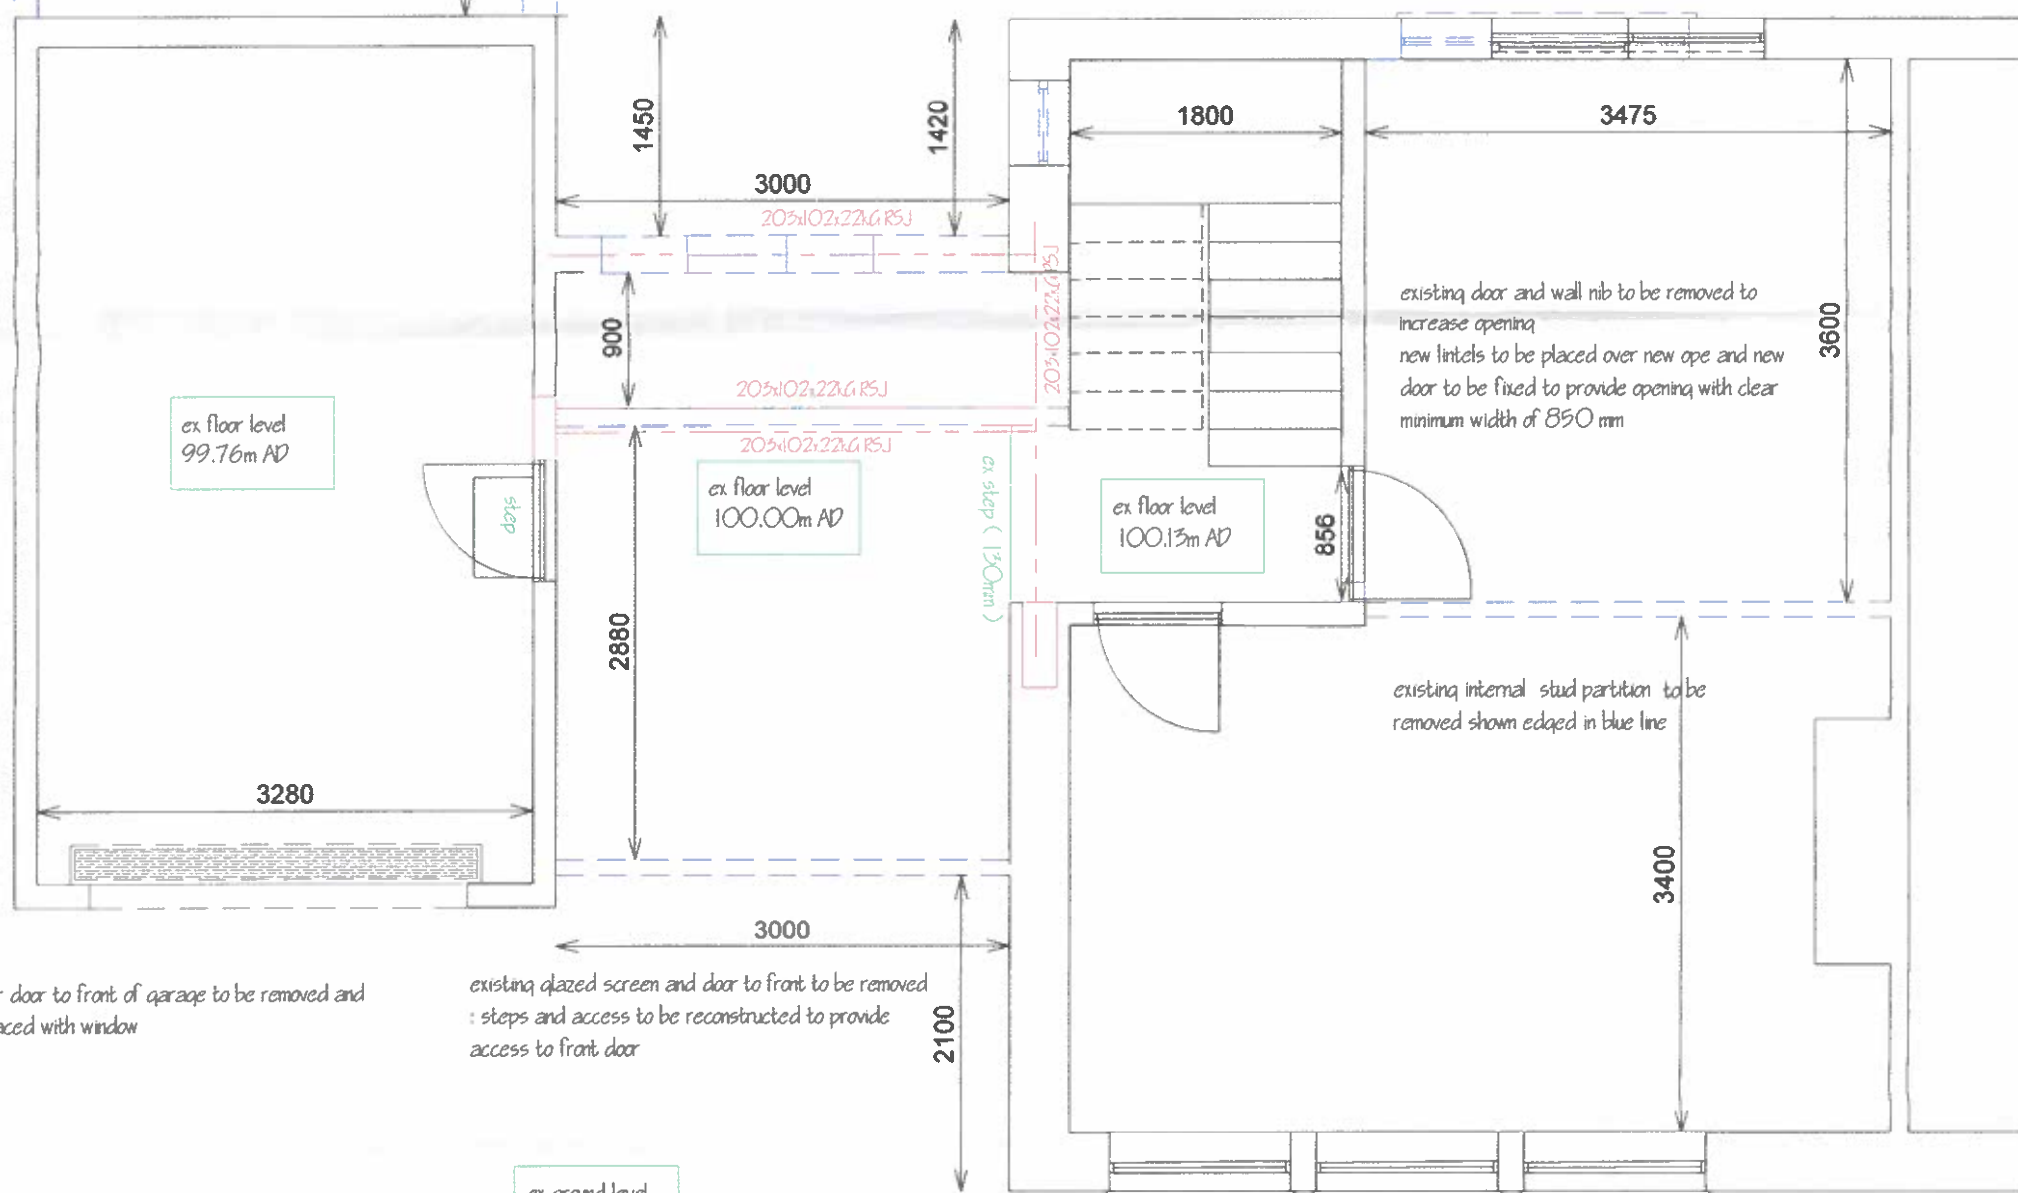 1450
1420
1800
3475
3000
203x102x22kG RSJ
203x102x22kG RSJ
900
203x102x22kG RSJ
203x102x22kG RSJ
existing door and wall nib to be removed to
increase opening
new lintels to be placed over new ope and new
door to be fixed to provide opening with clear
minimum width of 850 mm
3600
ex floor level
99.76m AD
step
ex floor level
100.00m AD
ex step ( 130mm )
ex floor level
100.13m AD
856
2880
existing internal stud partition to be
removed shown edged in blue line
3280
3400
3000
door to front of garage to be removed and
with window
existing glazed screen and door to front to be removed
: steps and access to be reconstructed to provide
access to front door
2100
ex ground level